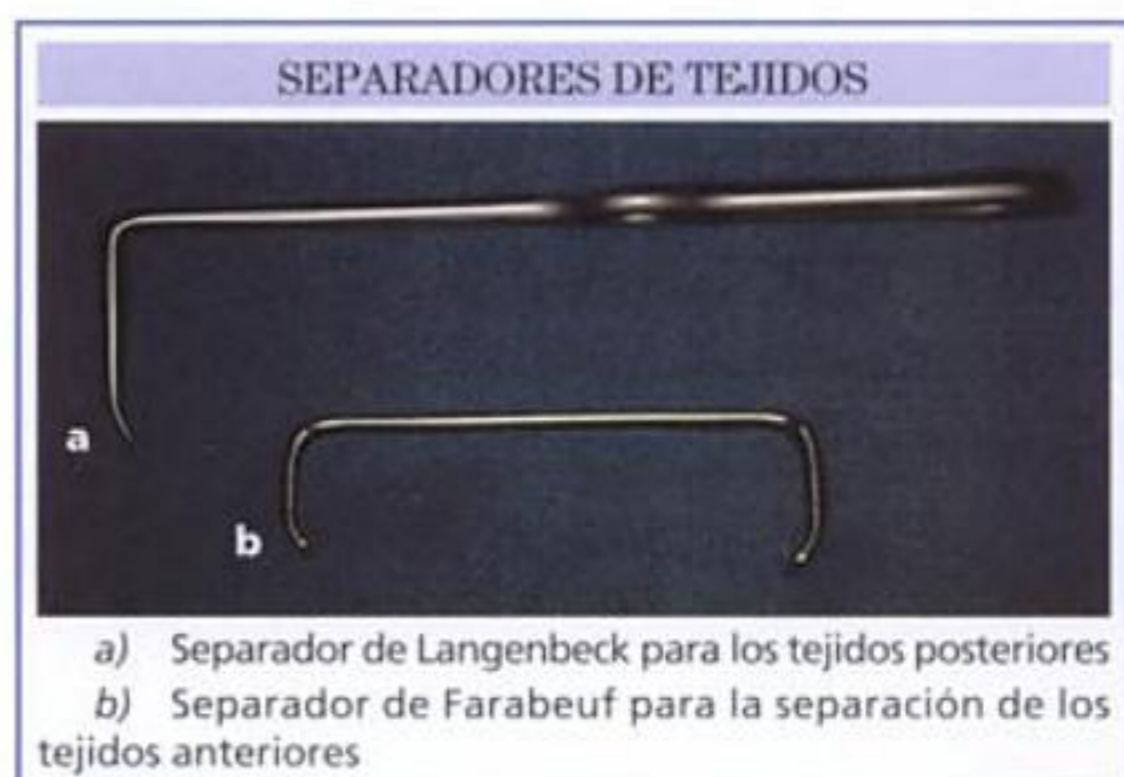 SEPARADORES DE TEJIDOS
a
b
a) Separador de Langenbeck para los tejidos posteriores
b) Separador de Farabeuf para la separación de los
tejidos anteriores